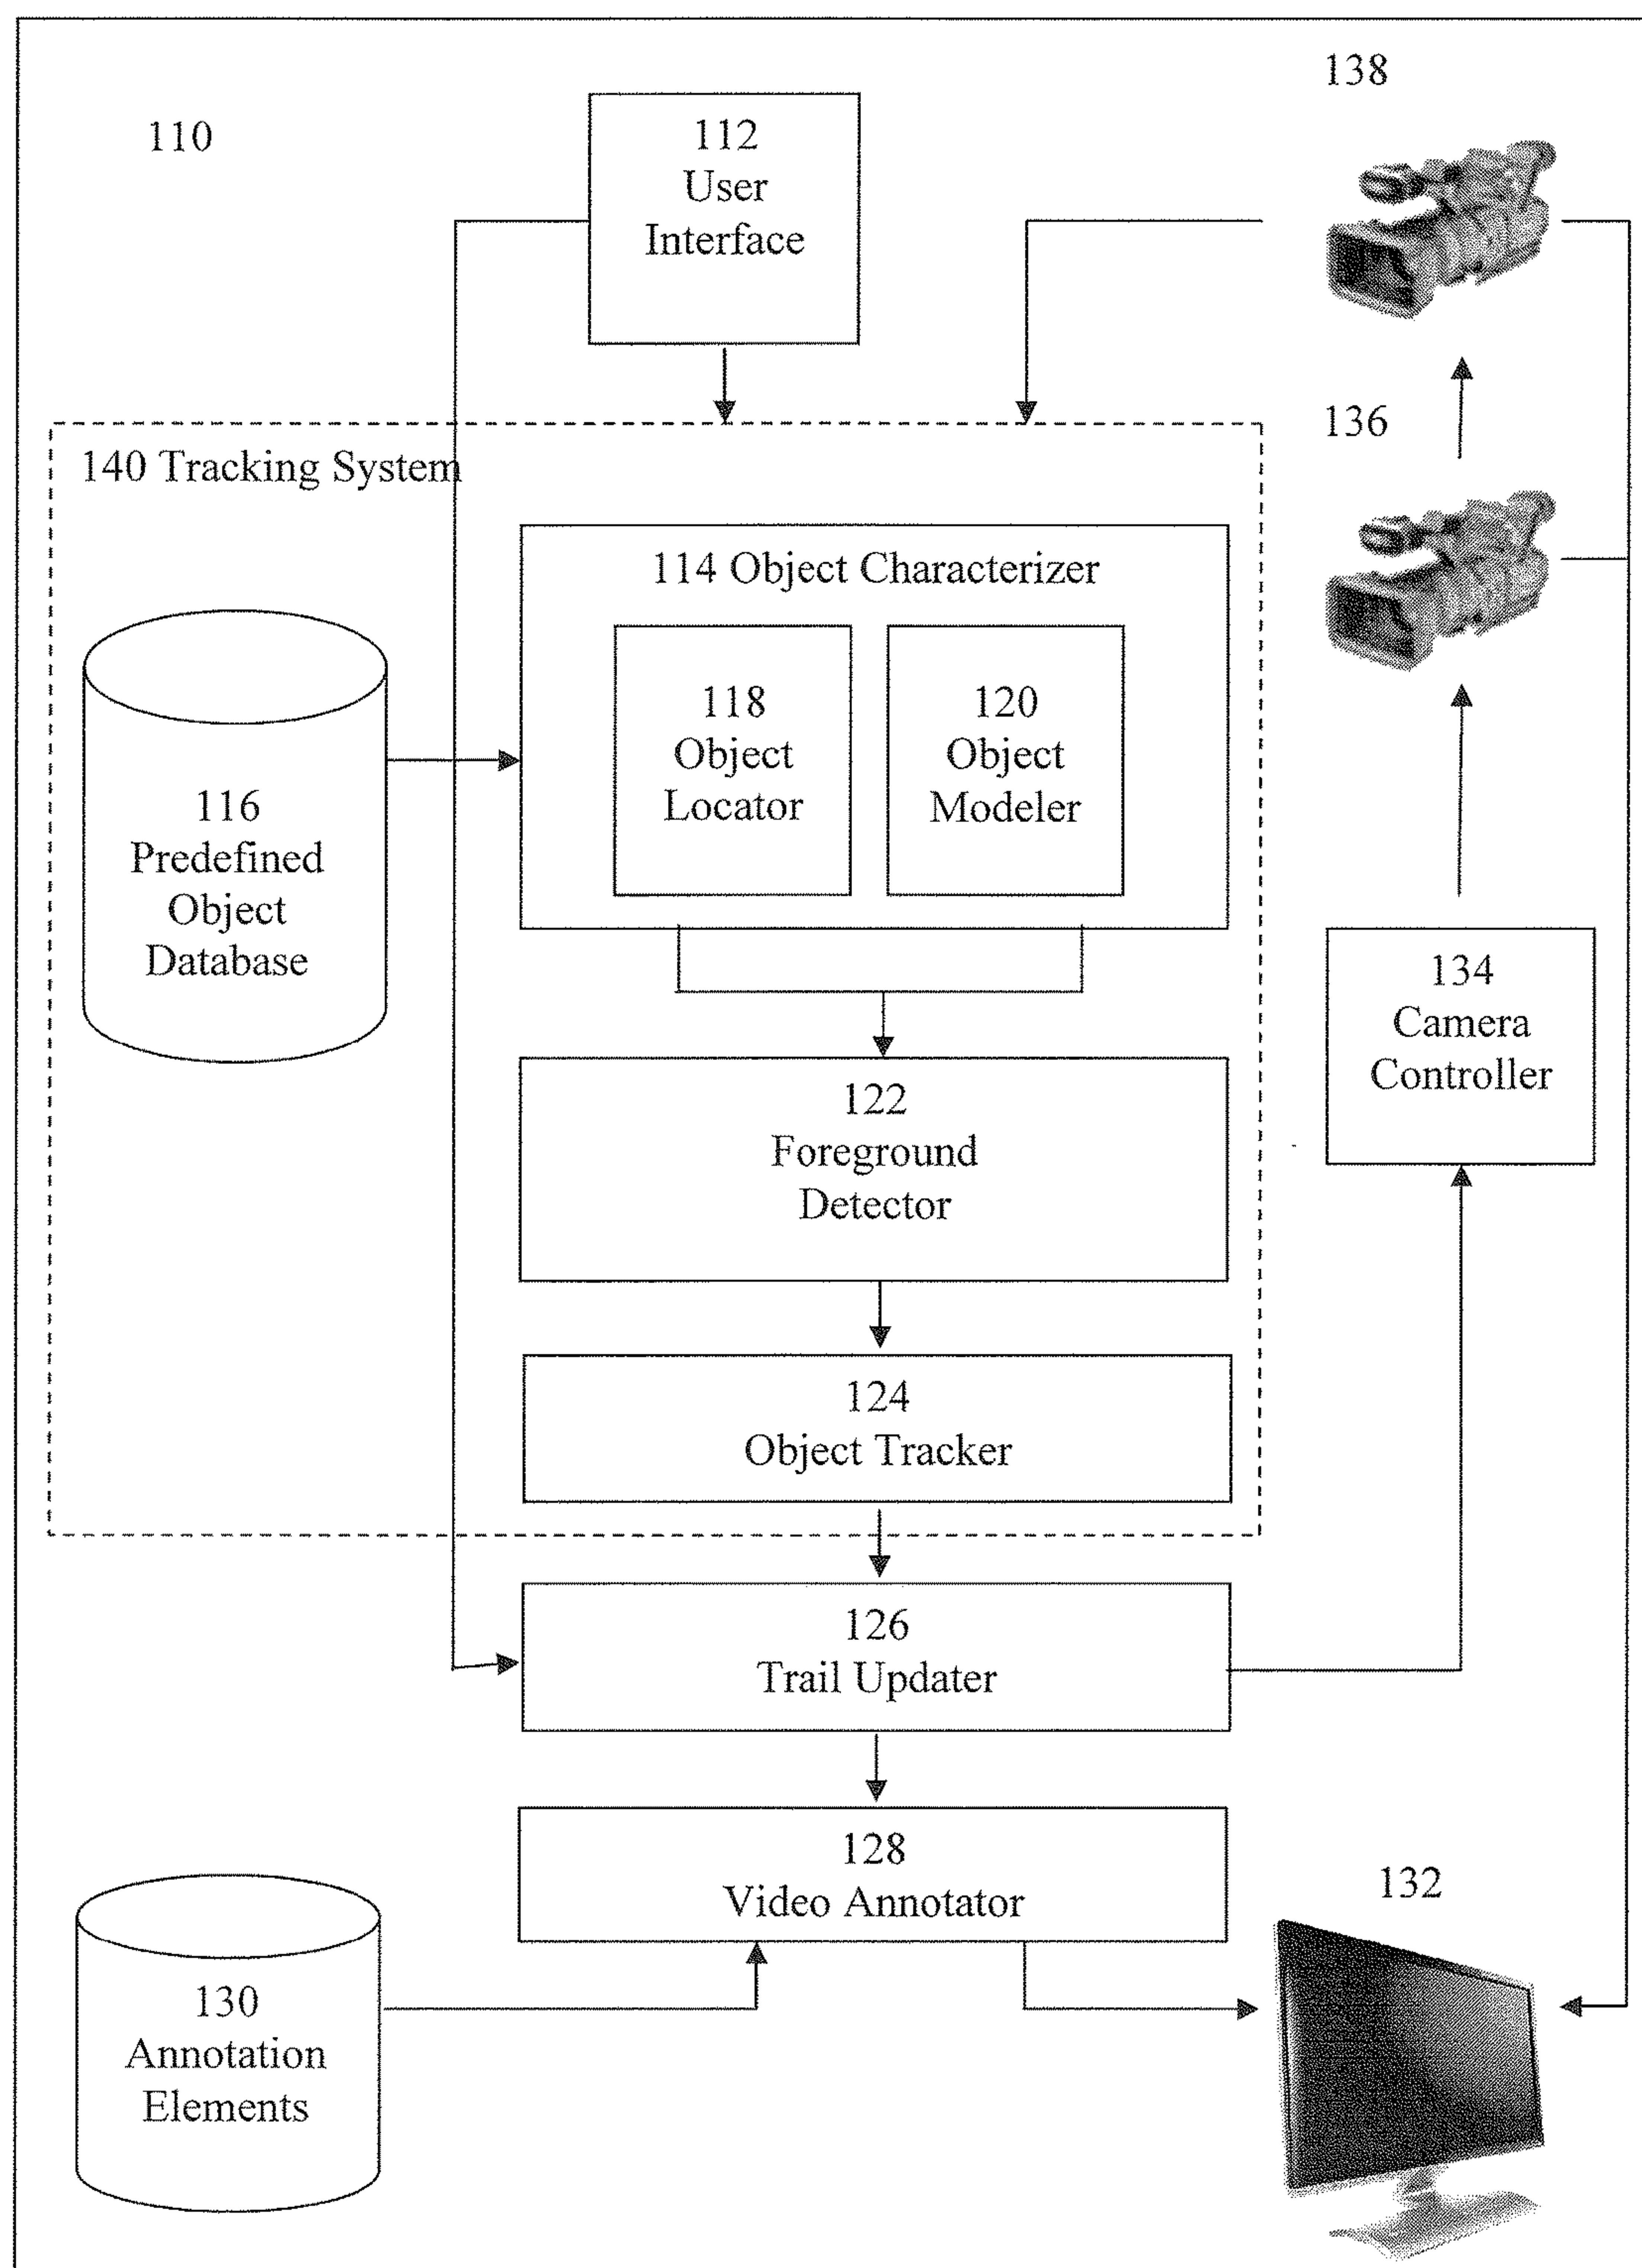 138
110
112
User
Interface
136
140 Tracking System
114 Object Characterizer
118
Object
Locator
120
Object
Modeler
116
Predefined
Object
Database
134
Camera
Controller
122
Foreground
Detector
124
Object Tracker
126
Trail Updater
128
Video Annotator
132
130
Annotation
Elements